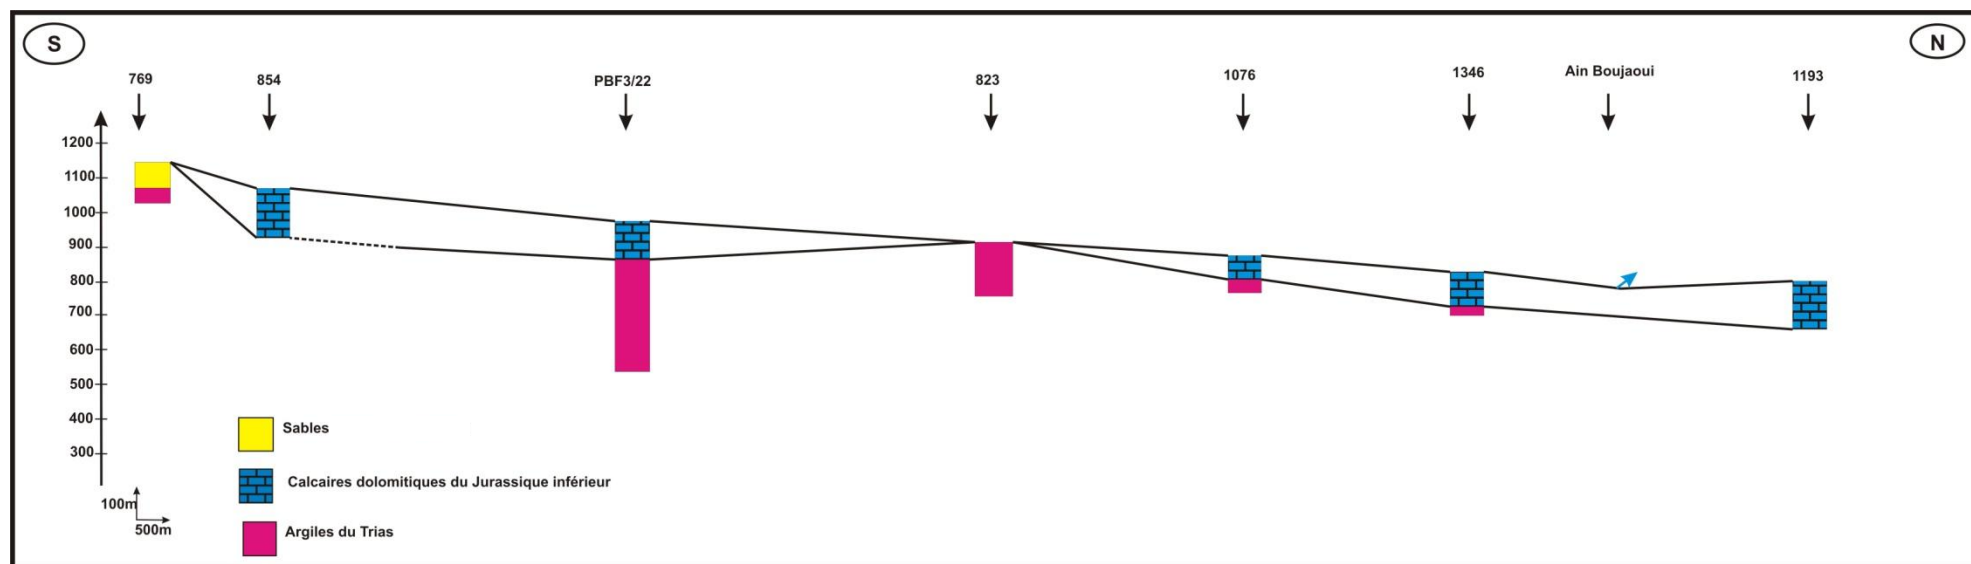 S
N
769
854
PBF3/22
823
1076
1346
Ain Boujaoui
1193
1200
1100
1000
900
800
700
600
500
400
300
Sables
Calcaires dolomitiques du Jurassique inférieur
Argiles du Trias
100m
500m